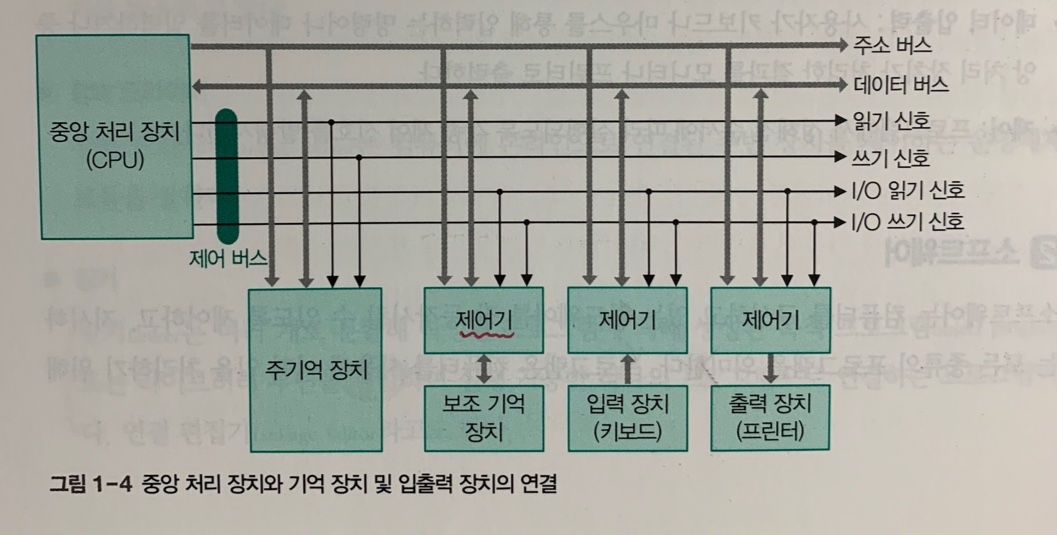 중앙 처리 장치
(CPU)
주소 버스
데이터 버스
읽기 신호
쓰기 신호
I/O 읽기 신호
I/O 쓰기 신호
제어 버스
주기억 장치
제어기
제어기
제어기
보조 기억
장치
입력 장치
(키보드)
출력 장치
(프린터)
그림 1-4 중앙 처리 장치와 기억 장치 및 입출력 장치의 연결